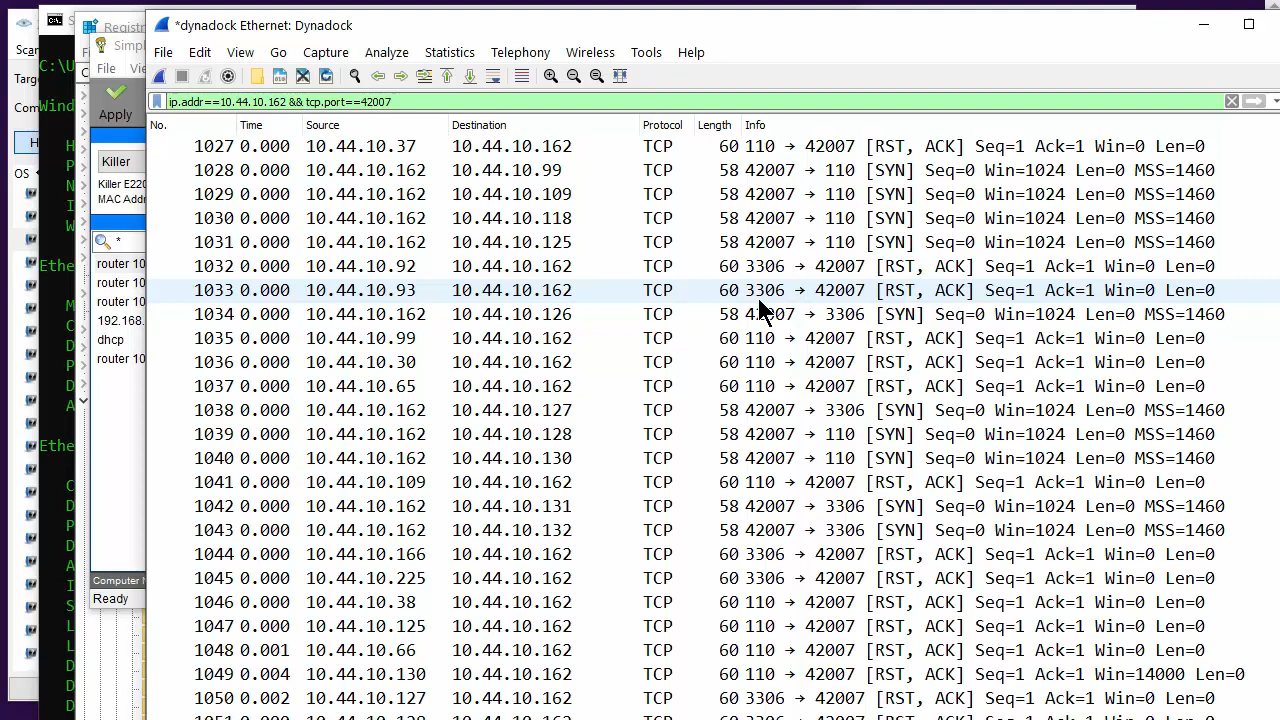 *dynadock Ethernet: Dynadock
File Edit View Go Capture Analyze Statistics Telephony Wireless Tools Help
ip.addr==10.44.10.162 && tcp.port==42007
No. Time Source Destination Protocol Length Info
1027 0.000 10.44.10.37 10.44.10.162 TCP 60 110 → 42007 [RST, ACK] Seq=1 Ack=1 Win=0 Len=0
1028 0.000 10.44.10.162 10.44.10.99 TCP 58 42007 → 110 [SYN] Seq=0 Win=1024 Len=0 MSS=1460
1029 0.000 10.44.10.162 10.44.10.109 TCP 58 42007 → 110 [SYN] Seq=0 Win=1024 Len=0 MSS=1460
1030 0.000 10.44.10.162 10.44.10.118 TCP 58 42007 → 110 [SYN] Seq=0 Win=1024 Len=0 MSS=1460
1031 0.000 10.44.10.162 10.44.10.125 TCP 58 42007 → 110 [SYN] Seq=0 Win=1024 Len=0 MSS=1460
1032 0.000 10.44.10.92 10.44.10.162 TCP 60 3306 → 42007 [RST, ACK] Seq=1 Ack=1 Win=0 Len=0
1033 0.000 10.44.10.93 10.44.10.162 TCP 60 3306 → 42007 [RST, ACK] Seq=1 Ack=1 Win=0 Len=0
1034 0.000 10.44.10.162 10.44.10.126 TCP 58 42007 → 3306 [SYN] Seq=0 Win=1024 Len=0 MSS=1460
1035 0.000 10.44.10.99 10.44.10.162 TCP 60 110 → 42007 [RST, ACK] Seq=1 Ack=1 Win=0 Len=0
1036 0.000 10.44.10.30 10.44.10.162 TCP 60 110 → 42007 [RST, ACK] Seq=1 Ack=1 Win=0 Len=0
1037 0.000 10.44.10.65 10.44.10.162 TCP 60 110 → 42007 [RST, ACK] Seq=1 Ack=1 Win=0 Len=0
1038 0.000 10.44.10.162 10.44.10.127 TCP 58 42007 → 3306 [SYN] Seq=0 Win=1024 Len=0 MSS=1460
1039 0.000 10.44.10.162 10.44.10.128 TCP 58 42007 → 110 [SYN] Seq=0 Win=1024 Len=0 MSS=1460
1040 0.000 10.44.10.162 10.44.10.130 TCP 58 42007 → 110 [SYN] Seq=0 Win=1024 Len=0 MSS=1460
1041 0.000 10.44.10.109 10.44.10.162 TCP 60 110 → 42007 [RST, ACK] Seq=1 Ack=1 Win=0 Len=0
1042 0.000 10.44.10.162 10.44.10.131 TCP 58 42007 → 3306 [SYN] Seq=0 Win=1024 Len=0 MSS=1460
1043 0.000 10.44.10.162 10.44.10.132 TCP 58 42007 → 3306 [SYN] Seq=0 Win=1024 Len=0 MSS=1460
1044 0.000 10.44.10.166 10.44.10.162 TCP 60 3306 → 42007 [RST, ACK] Seq=1 Ack=1 Win=0 Len=0
1045 0.000 10.44.10.225 10.44.10.162 TCP 60 3306 → 42007 [RST, ACK] Seq=1 Ack=1 Win=0 Len=0
1046 0.000 10.44.10.38 10.44.10.162 TCP 60 110 → 42007 [RST, ACK] Seq=1 Ack=1 Win=0 Len=0
1047 0.000 10.44.10.125 10.44.10.162 TCP 60 110 → 42007 [RST, ACK] Seq=1 Ack=1 Win=0 Len=0
1048 0.001 10.44.10.66 10.44.10.162 TCP 60 110 → 42007 [RST, ACK] Seq=1 Ack=1 Win=0 Len=0
1049 0.004 10.44.10.130 10.44.10.162 TCP 60 110 → 42007 [RST, ACK] Seq=1 Ack=1 Win=14000 Len=0
1050 0.002 10.44.10.127 10.44.10.162 TCP 60 3306 → 42007 [RST, ACK] Seq=1 Ack=1 Win=0 Len=0
Registr
Simpl
File Vi
Apply
Killer
Killer E220
MAC Addr
*
router 10
router 10
router 10
192.168.
dhcp
router 10
Computer N
Ready
Scan
Targe
Com
OS
C:\U
Wind
Ethe
Ethe